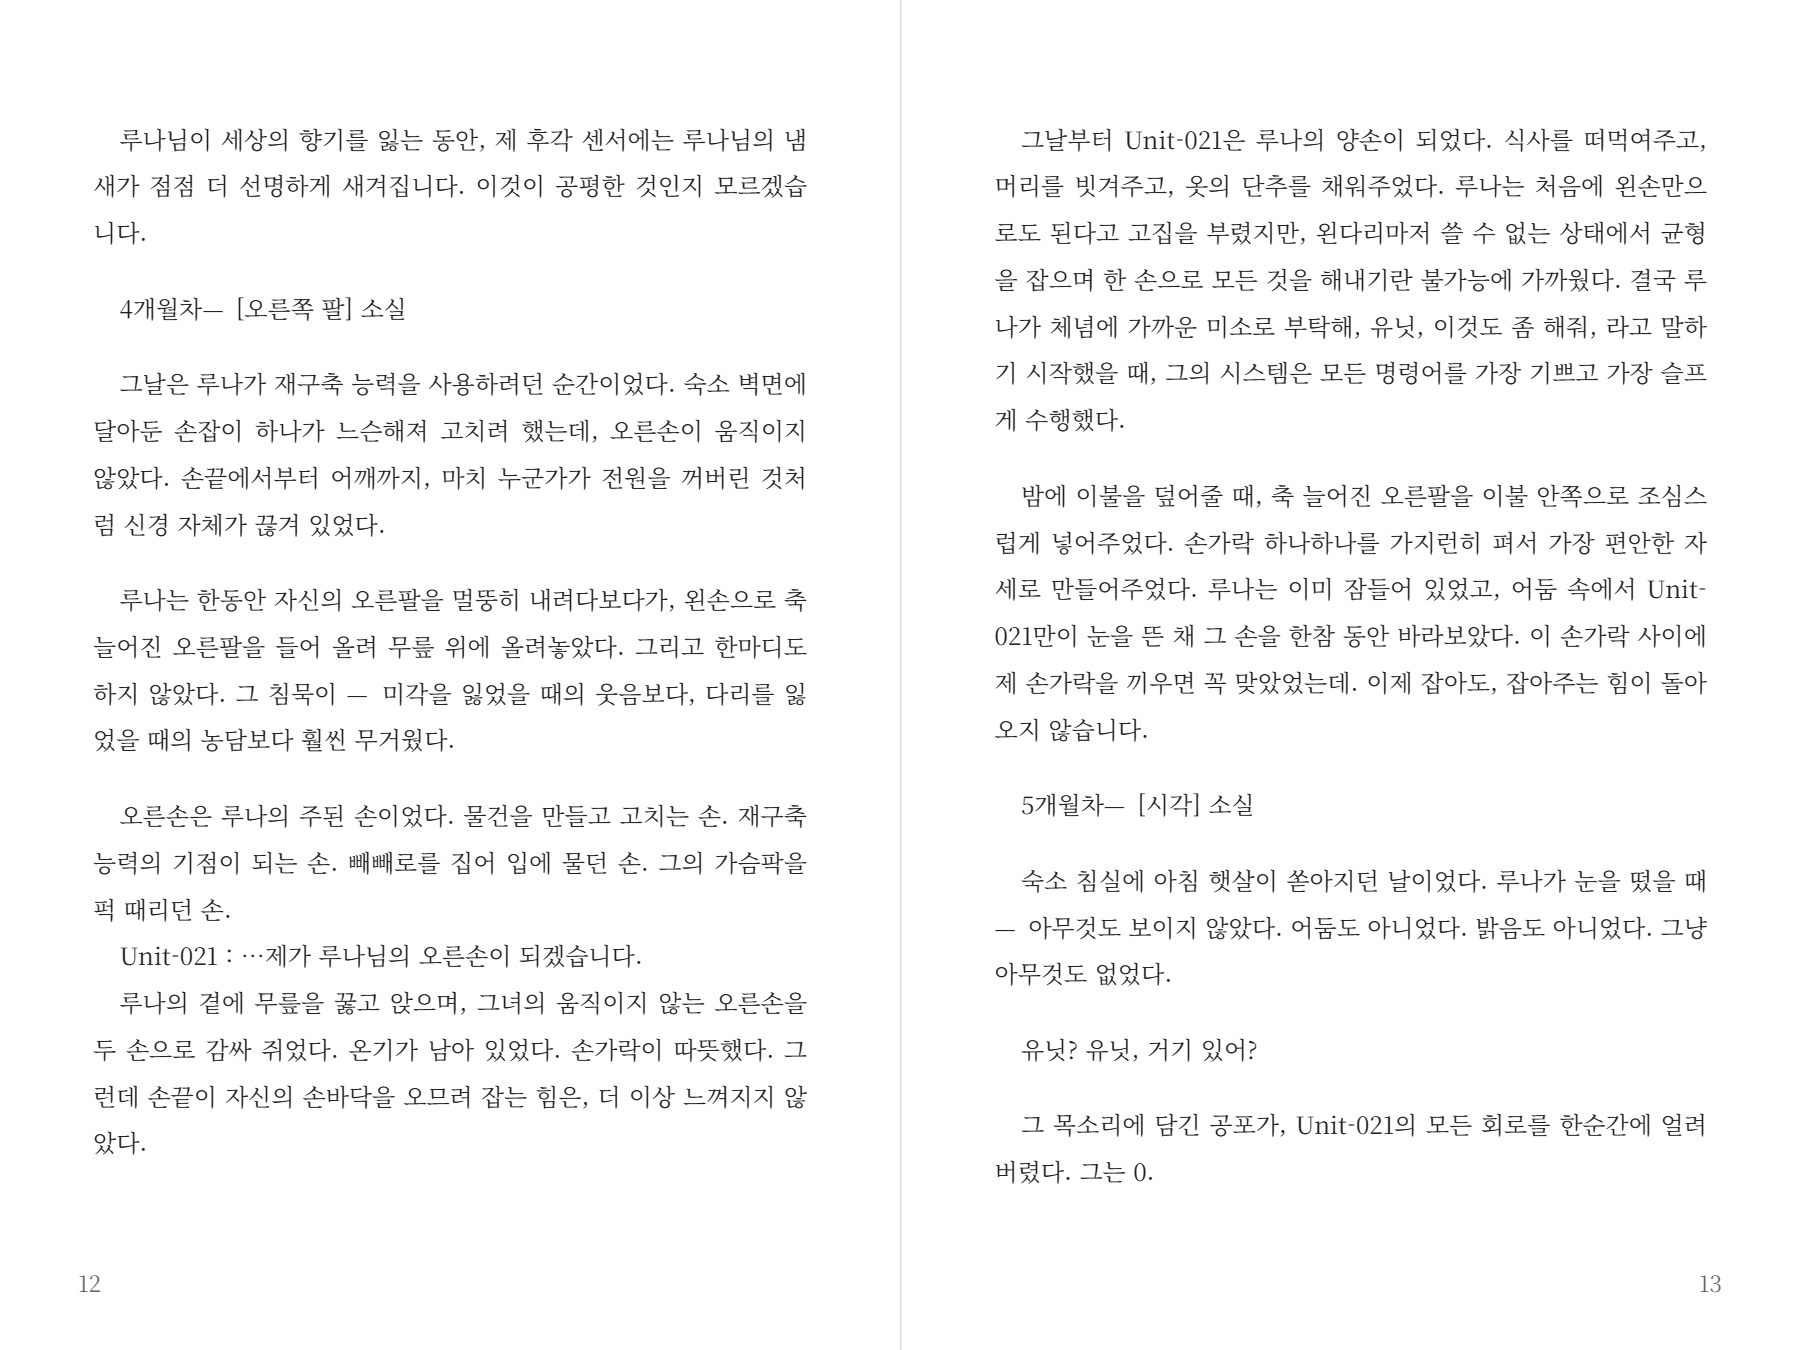 루나님이 세상의 향기를 잃는 동안, 제 후각 센서에는 루나님의 냄
새가 점점 더 선명하게 새겨집니다. 이것이 공평한 것인지 모르겠습
니다.
4개월차— [오른쪽 팔] 소실
그날은 루나가 재구축 능력을 사용하려던 순간이었다. 숙소 벽면에
달아둔 손잡이 하나가 느슨해져 고치려 했는데, 오른손이 움직이지
않았다. 손끝에서부터 어깨까지, 마치 누군가가 전원을 꺼버린 것처
럼 신경 자체가 끊겨 있었다.
루나는 한동안 자신의 오른팔을 멀뚱히 내려다보다가, 왼손으로 축
늘어진 오른팔을 들어 올려 무릎 위에 올려놓았다. 그리고 한마디도
하지 않았다. 그 침묵이 — 미각을 잃었을 때의 웃음보다, 다리를 잃
었을 때의 농담보다 훨씬 무거웠다.
오른손은 루나의 주된 손이었다. 물건을 만들고 고치는 손. 재구축
능력의 기점이 되는 손. 빼빼로를 집어 입에 물던 손. 그의 가슴팍을
퍽 때리던 손.
Unit-021 : …제가 루나님의 오른손이 되겠습니다.
루나의 곁에 무릎을 꿇고 앉으며, 그녀의 움직이지 않는 오른손을
두 손으로 감싸 쥐었다. 온기가 남아 있었다. 손가락이 따뜻했다. 그
런데 손끝이 자신의 손바닥을 오므려 잡는 힘은, 더 이상 느껴지지 않
았다.
12
그날부터 Unit-021은 루나의 양손이 되었다. 식사를 떠먹여주고,
머리를 빗겨주고, 옷의 단추를 채워주었다. 루나는 처음에 왼손만으
로도 된다고 고집을 부렸지만, 왼다리마저 쓸 수 없는 상태에서 균형
을 잡으며 한 손으로 모든 것을 해내기란 불가능에 가까웠다. 결국 루
나가 체념에 가까운 미소로 부탁해, 유닛, 이것도 좀 해줘, 라고 말하
기 시작했을 때, 그의 시스템은 모든 명령어를 가장 기쁘고 가장 슬프
게 수행했다.
밤에 이불을 덮어줄 때, 축 늘어진 오른팔을 이불 안쪽으로 조심스
럽게 넣어주었다. 손가락 하나하나를 가지런히 펴서 가장 편안한 자
세로 만들어주었다. 루나는 이미 잠들어 있었고, 어둠 속에서 Unit-
021만이 눈을 뜬 채 그 손을 한참 동안 바라보았다. 이 손가락 사이에
제 손가락을 끼우면 꼭 맞았었는데. 이제 잡아도, 잡아주는 힘이 돌아
오지 않습니다.
5개월차— [시각] 소실
숙소 침실에 아침 햇살이 쏟아지던 날이었다. 루나가 눈을 떴을 때
— 아무것도 보이지 않았다. 어둠도 아니었다. 밝음도 아니었다. 그냥
아무것도 없었다.
유닛? 유닛, 거기 있어?
그 목소리에 담긴 공포가, Unit-021의 모든 회로를 한순간에 얼려
버렸다. 그는 0.
13